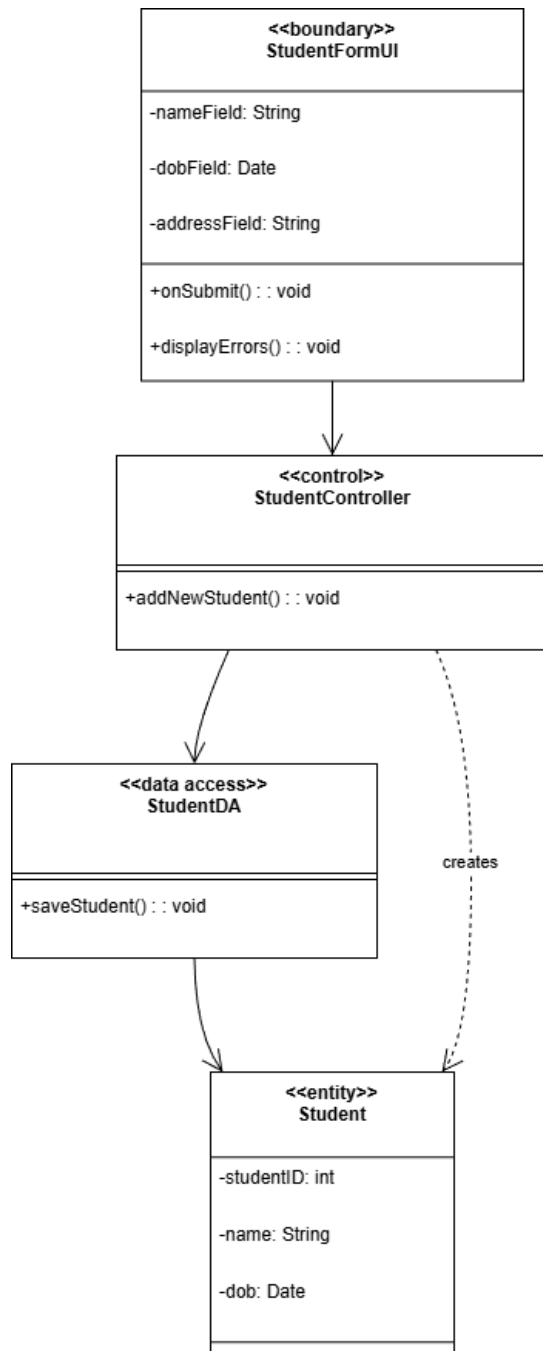 <<boundary>>
StudentFormUI
-nameField: String
-dobField: Date
-addressField: String
+onSubmit() : : void
+displayErrors() : : void
<<control>>
StudentController
+addNewStudent() : : void
<<data access>>
StudentDA
+saveStudent() : : void
creates
<<entity>>
Student
-studentID: int
-name: String
-dob: Date